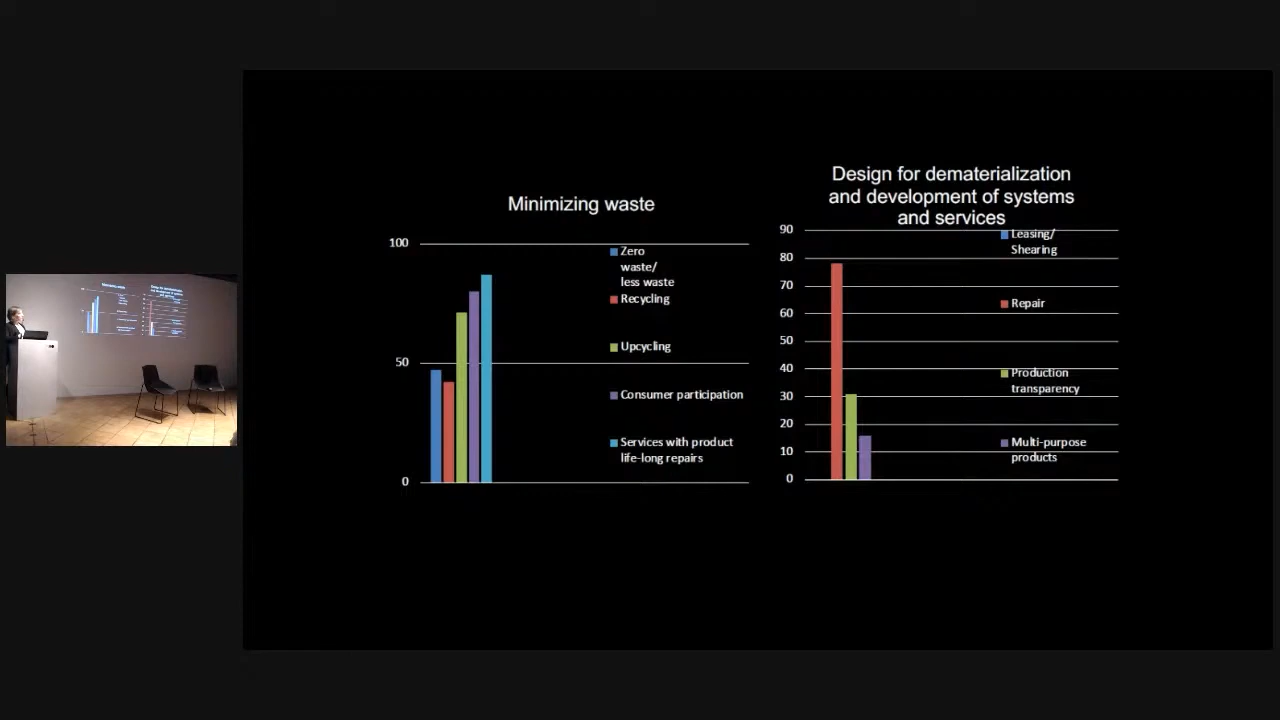 Minimizing waste
100
50
0
Zero
waste/
less waste
Recycling
Upcycling
Consumer participation
Services with product
life-long repairs
Design for dematerialization
and development of systems
and services
90
80
70
60
50
40
30
20
10
0
Leasing/
Shearing
Repair
Production
transparency
Multi-purpose
products